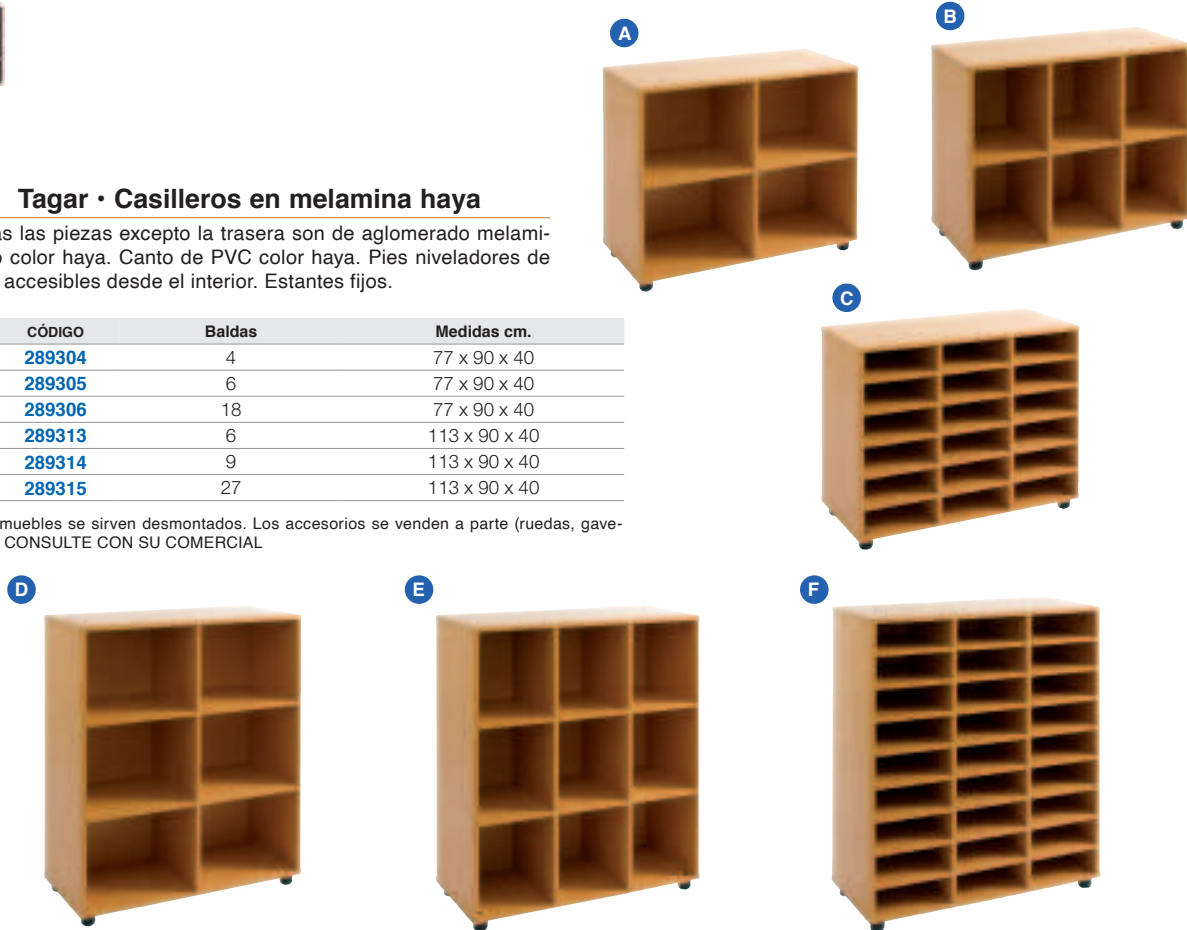 A
B
Tagar • Casilleros en melamina haya
las piezas excepto la trasera son de aglomerado melami-
color haya. Canto de PVC color haya. Pies niveladores de
accesibles desde el interior. Estantes fijos.
C
CÓDIGO Baldas Medidas cm.
289304 4 77 x 90 x 40
289305 6 77 x 90 x 40
289306 18 77 x 90 x 40
289313 6 113 x 90 x 40
289314 9 113 x 90 x 40
289315 27 113 x 90 x 40
muebles se sirven desmontados. Los accesorios se venden a parte (ruedas, gave-
CONSULTE CON SU COMERCIAL
D
E
F